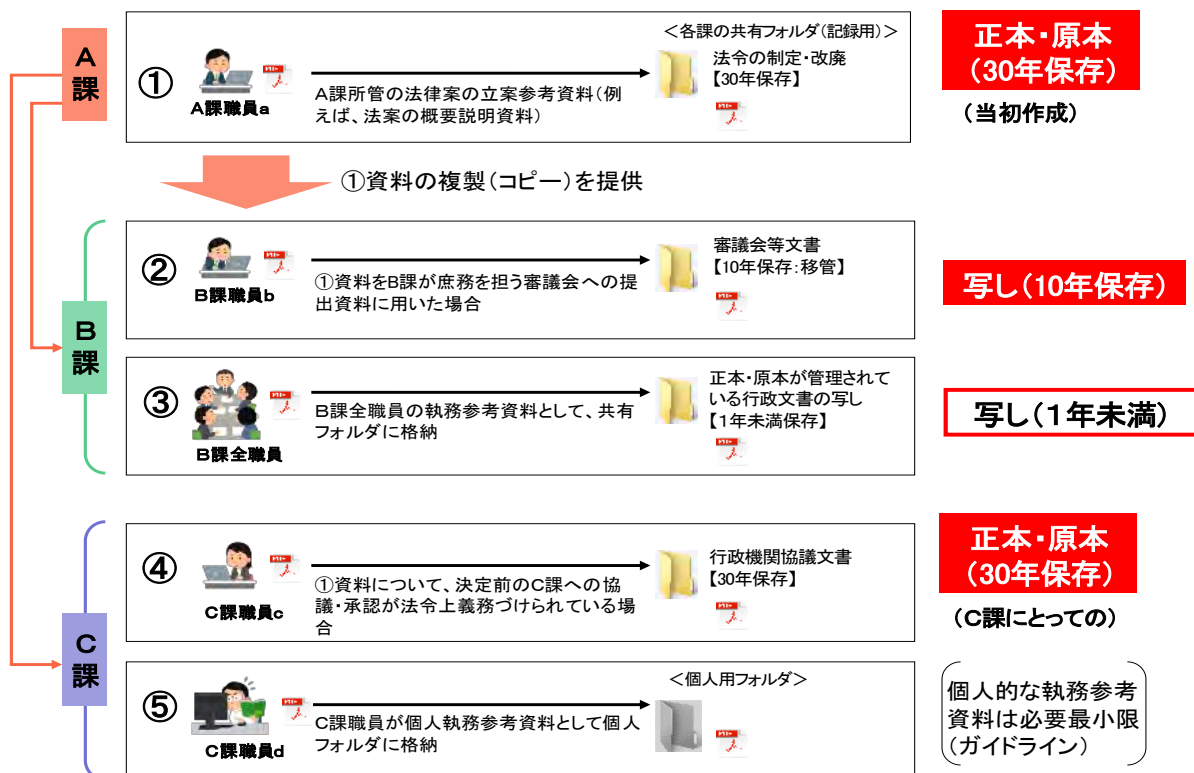 A
課
①
A課職員a
A課所管の法律案の立案参考資料(例
えば、法案の概要説明資料)
<各課の共有フォルダ(記録用)>
法令の制定・改廃
【30年保存】
正本・原本
(30年保存)
(当初作成)
①資料の複製(コピー)を提供
B
課
②
B課職員b
①資料をB課が庶務を担う審議会への提
出資料に用いた場合
審議会等文書
【10年保存:移管】
写し(10年保存)
③
B課全職員
B課全職員の執務参考資料として、共有
フォルダに格納
正本・原本が管理されて
いる行政文書の写し
【1年未満保存】
写し(1年未満)
C
課
④
C課職員c
①資料について、決定前のC課への協
議・承認が法令上義務づけられている場
合
行政機関協議文書
【30年保存】
正本・原本
(30年保存)
(C課にとっての)
⑤
C課職員d
C課職員が個人執務参考資料として個人
フォルダに格納
<個人用フォルダ>
個人的な執務参考
資料は必要最小限
(ガイドライン)